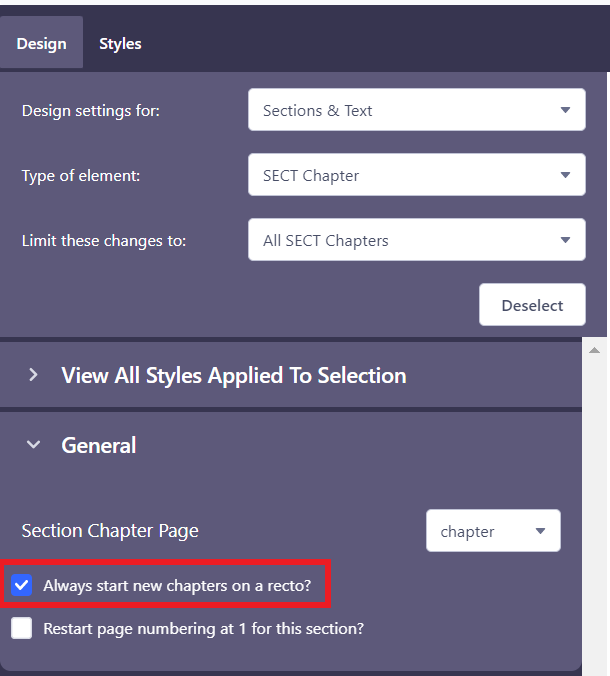 Design Styles
Design settings for: Sections & Text
Type of element: SECT Chapter
Limit these changes to: All SECT Chapters
Deselect
View All Styles Applied To Selection
General
Section Chapter Page chapter
Always start new chapters on a recto?
Restart page numbering at 1 for this section?